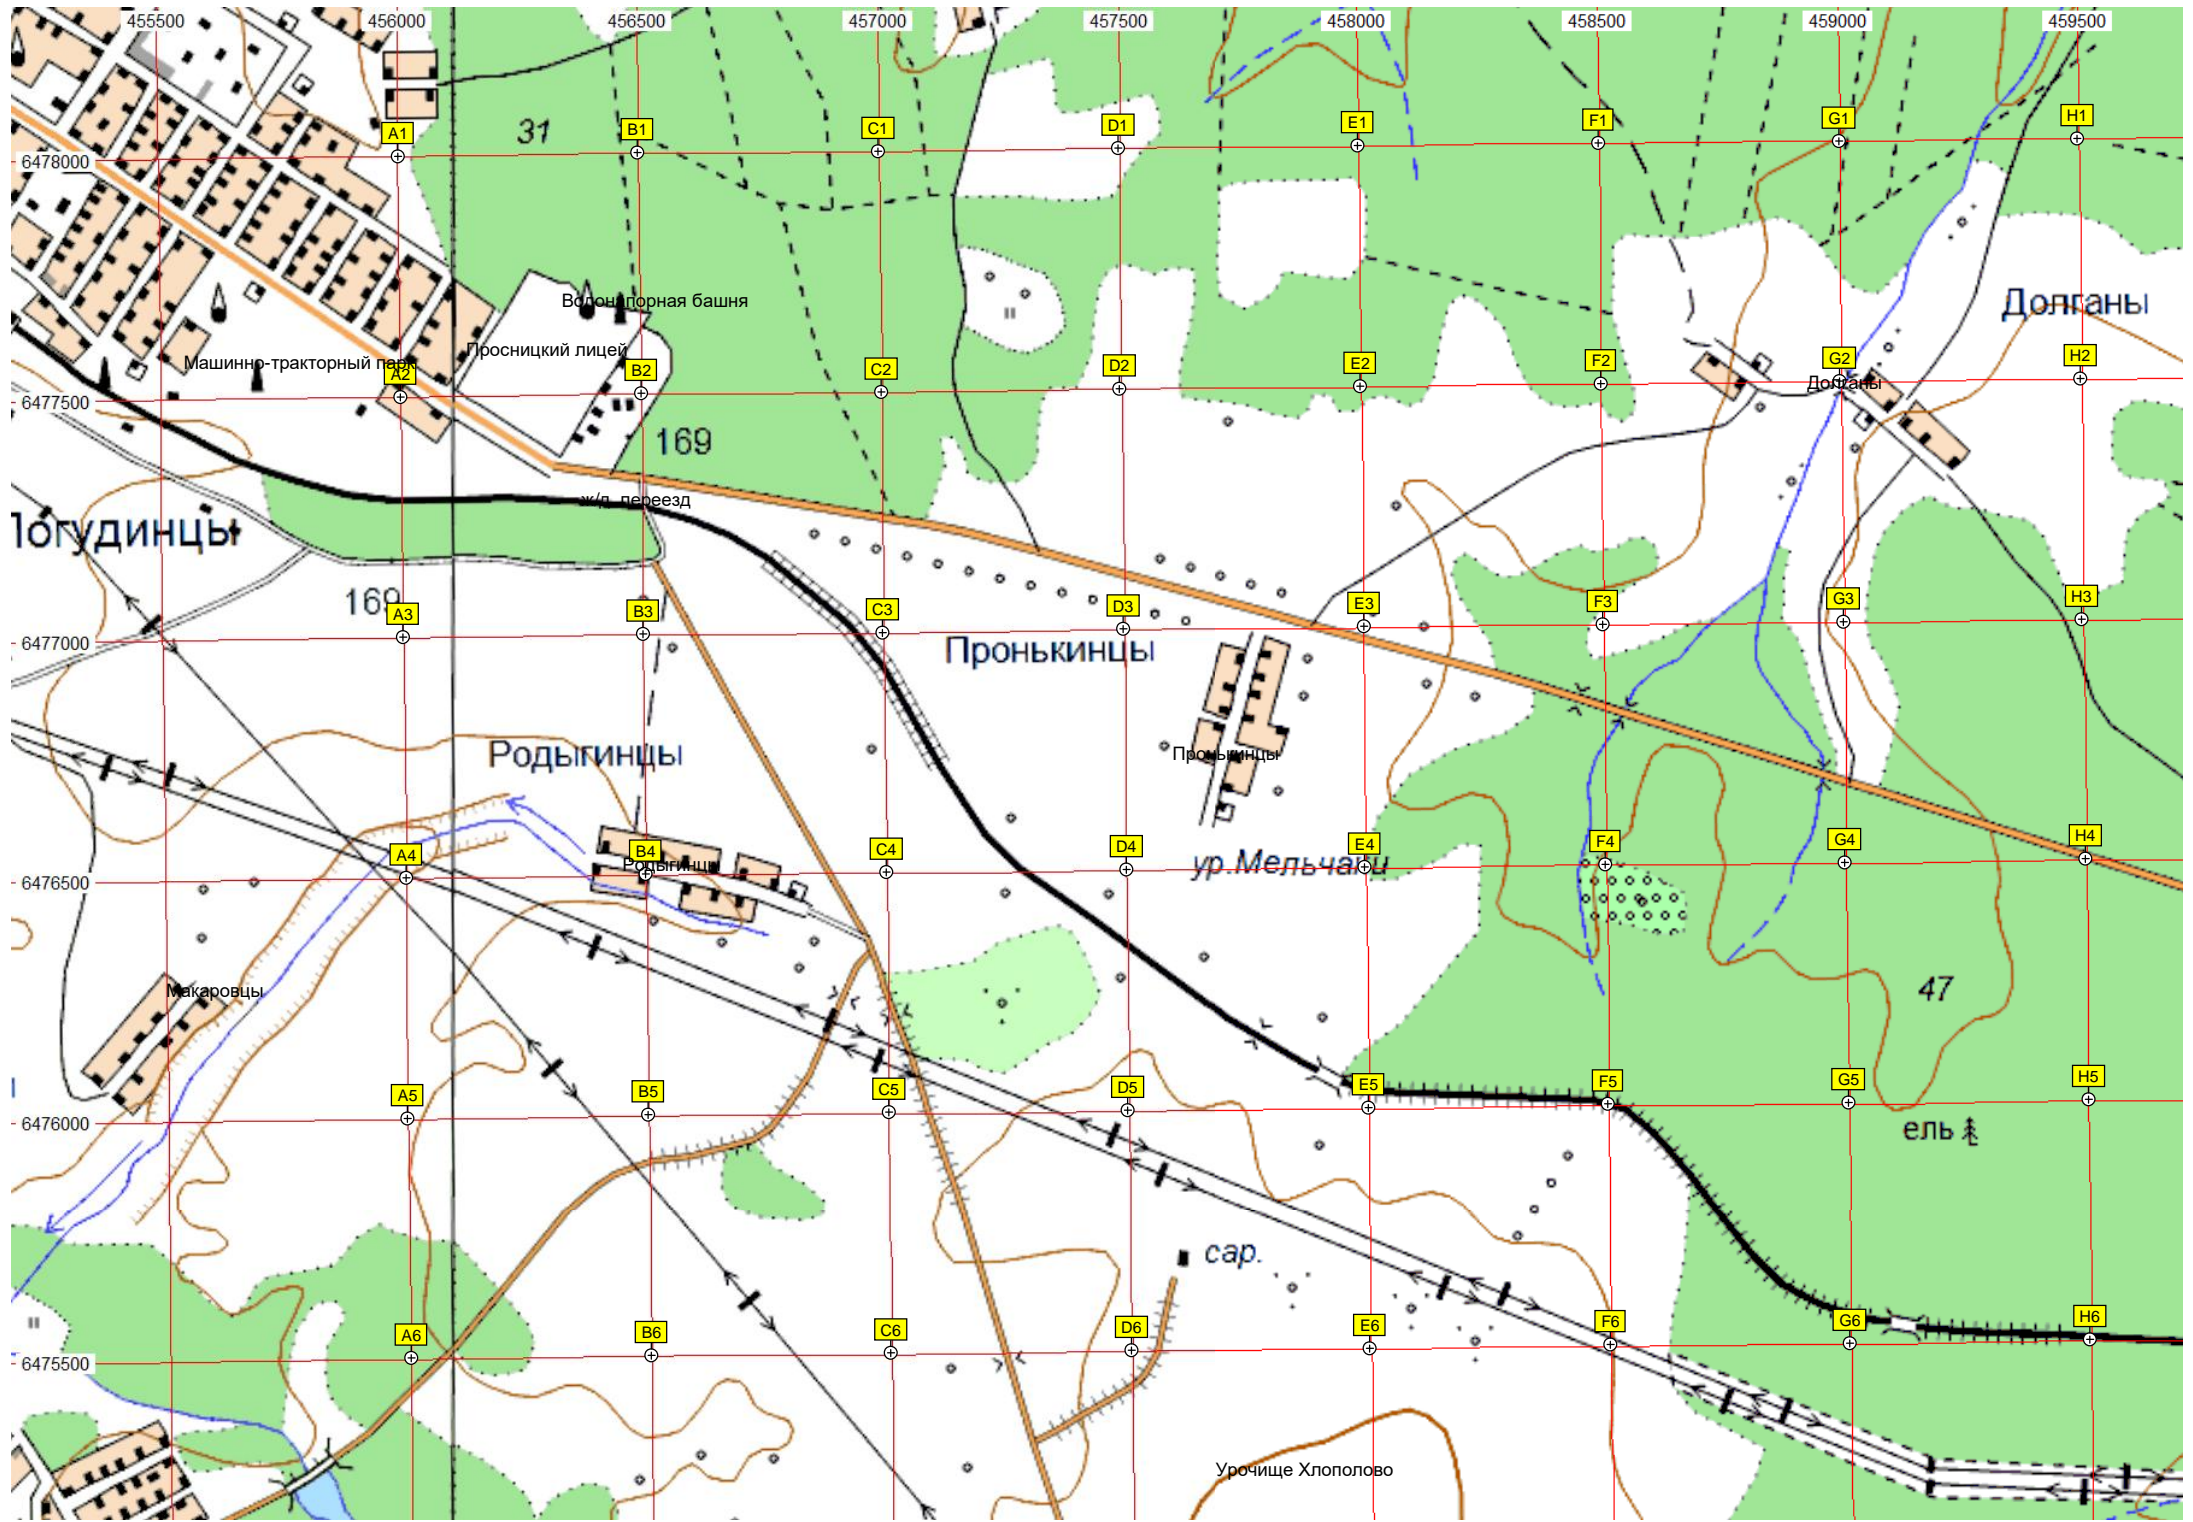 455500 456000 456500 457000 457500 458000 458500 459000 459500
A1 B1 C1 D1 E1 F1 G1 H1
31
6478000
Водонапорная башня
Долганы
Просницкий лицей
Машинно-тракторный парк
A2 B2 C2 D2 E2 F2 G2 H2
Долганы
6477500
169
ж/д переезд
Погудинцы
169
A3 B3 C3 D3 E3 F3 G3 H3
6477000
Пронькинцы
Родыгинцы
Пронькинцы
A4 B4 C4 D4 E4 F4 G4 H4
Родыгинцы
ур.Мельчаки
6476500
Макаровцы
47
A5 B5 C5 D5 E5 F5 G5 H5
6476000
ель
сар.
A6 B6 C6 D6 E6 F6 G6 H6
6475500
Урочище Хлополово